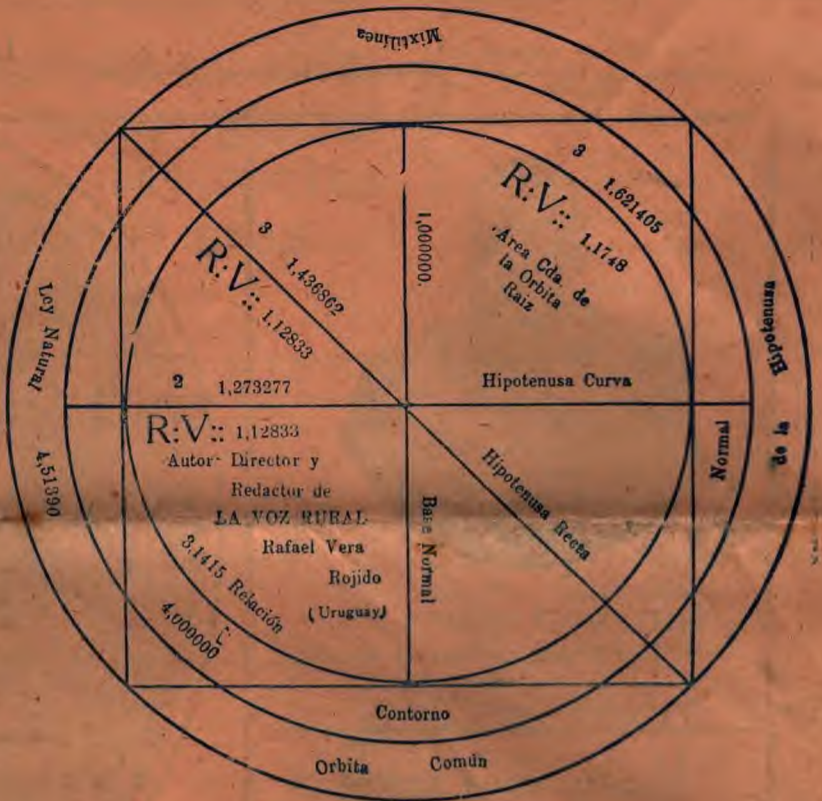 Mixtilínea
3 1,621405
R:V:: 1,1748
Area Cda. de
la Orbita
Raiz
3 1,436862
R:V:: 1,12833
1,000000.
Ley Natural 4,51390
Hipotenusa
de la
2 1,273277
Hipotenusa Curva
Normal
R:V:: 1,12833
Autor- Director y
Redactor de
LA VOZ RURAL
Rafael Vera
Rojido
(Uruguay)
3.1415 Relación
4,000000
Base Normal
Hipotenusa Recta
Contorno
Orbita Común